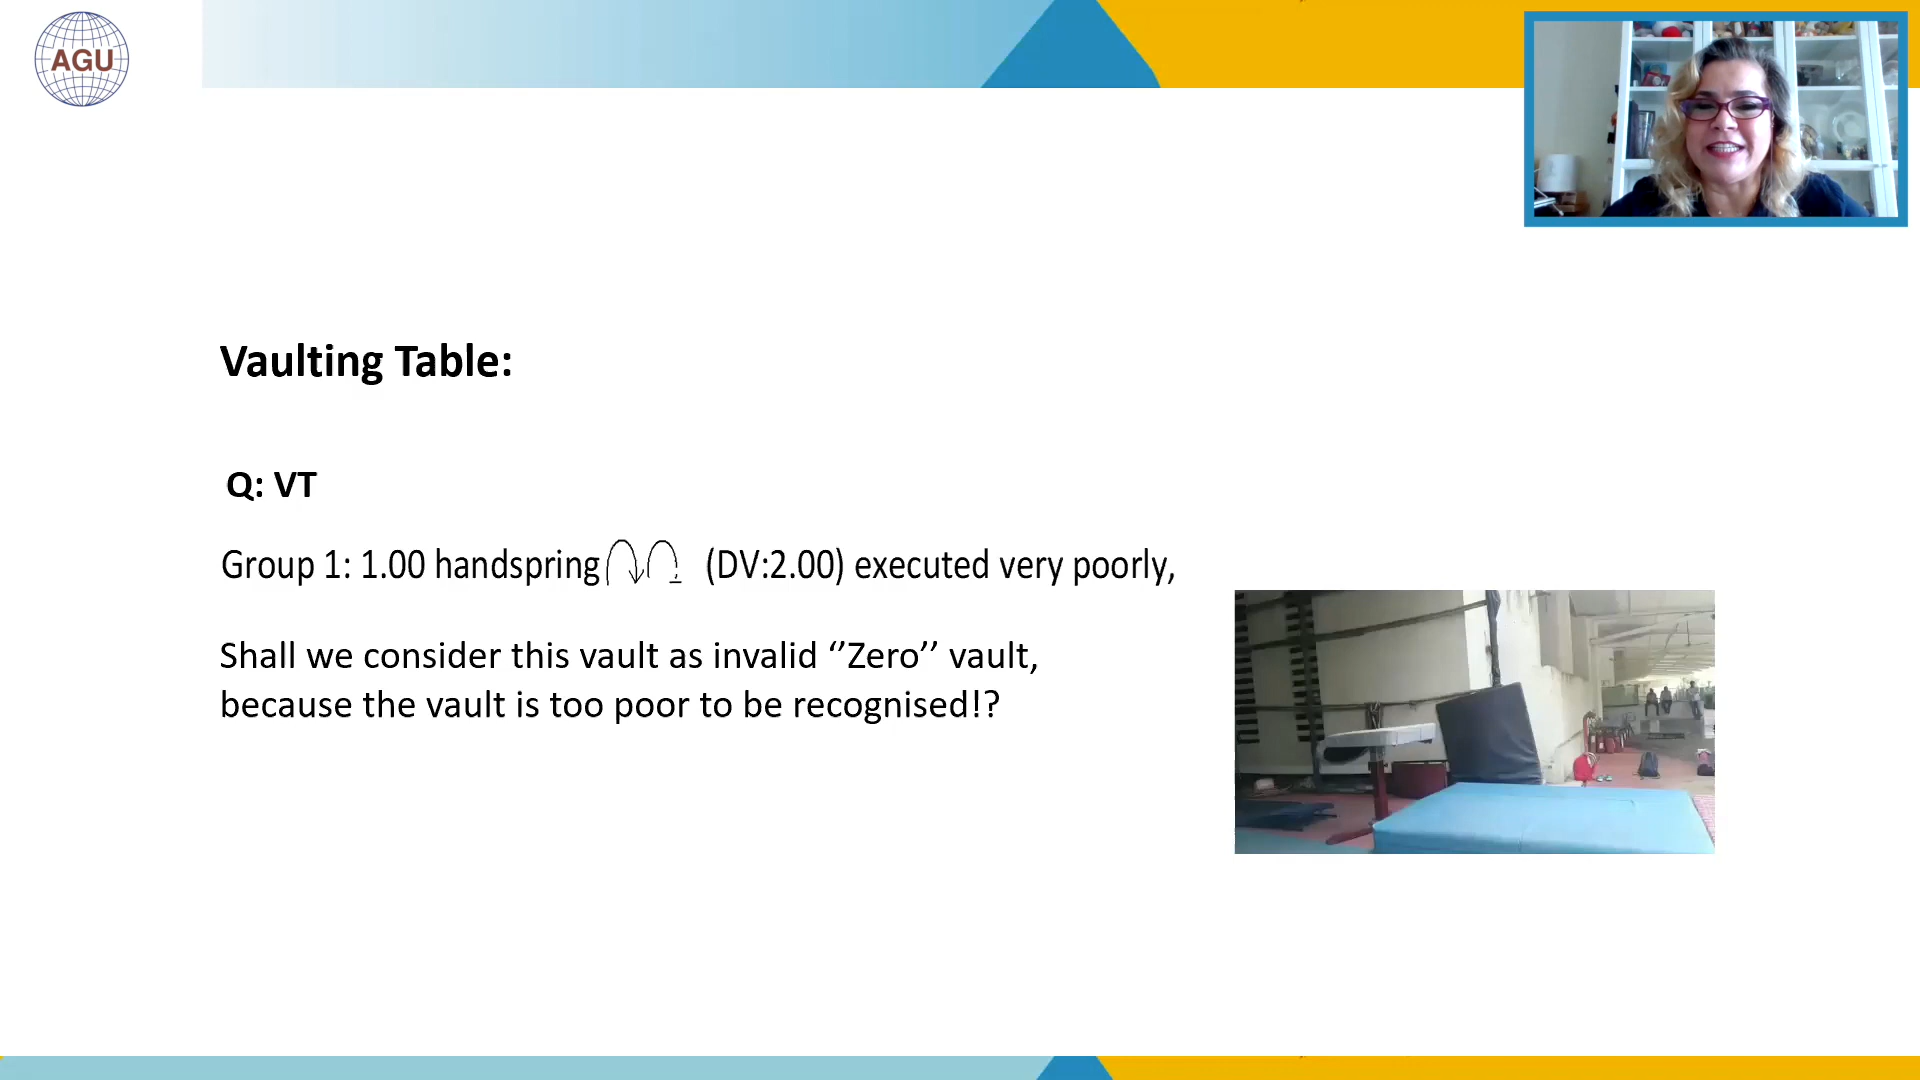 AGU
Vaulting Table:
Q: VT
Group 1: 1.00 handspring (DV:2.00) executed very poorly,
Shall we consider this vault as invalid ‘’Zero’’ vault,
because the vault is too poor to be recognised!?